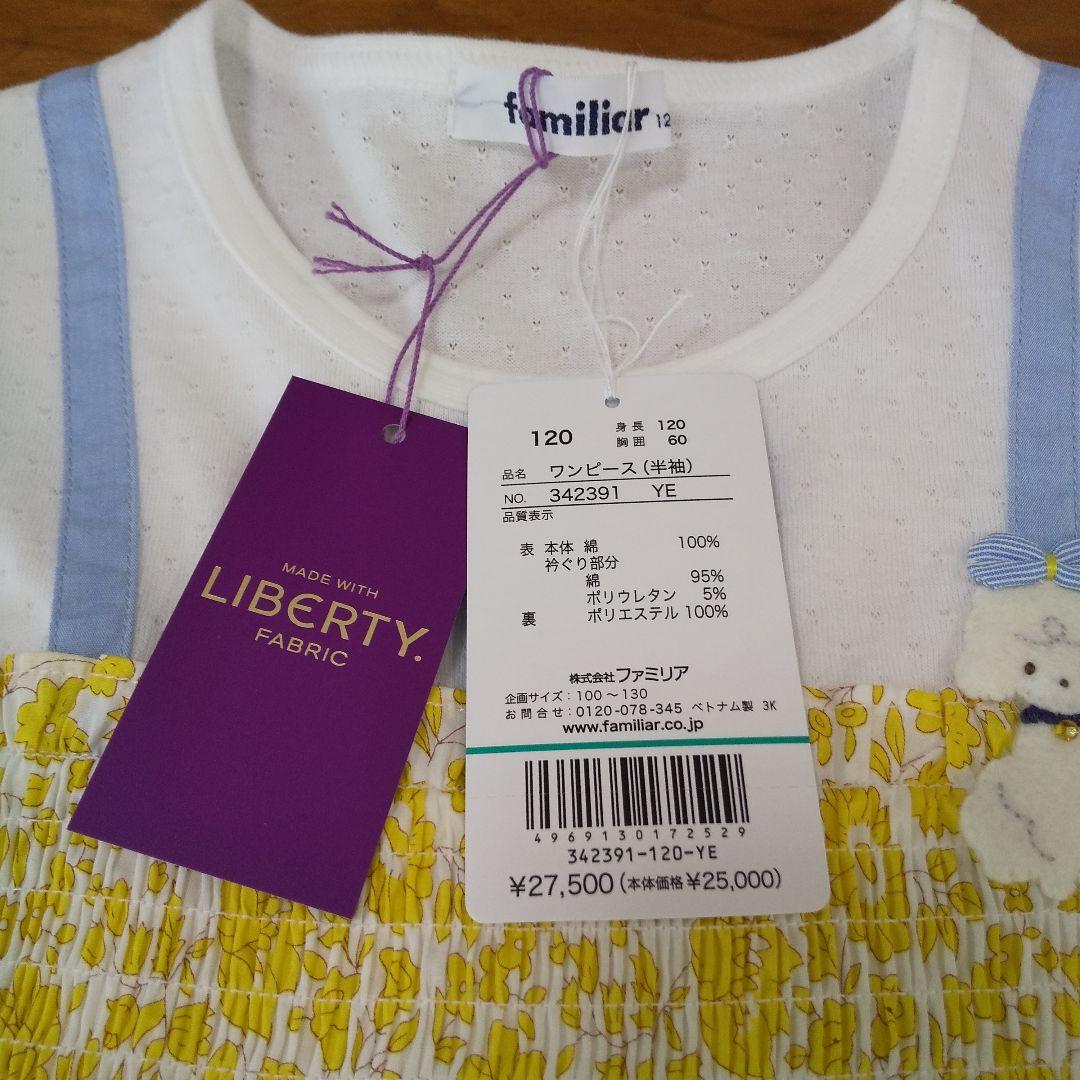 familiar 12
MADE WITH
LIBERTY.
FABRIC
120 身長 120
胸囲 60
品名 ワンピース(半袖)
NO. 342391 YE
品質表示
表 本体 綿 100%
衿ぐり部分
綿 95%
ポリウレタン 5%
裏 ポリエステル 100%
株式会社ファミリア
企画サイズ:100～130
お問合せ:0120-078-345 ベトナム製 3K
www.familiar.co.jp
4969130172529
342391-120-YE
¥27,500(本体価格¥25,000)